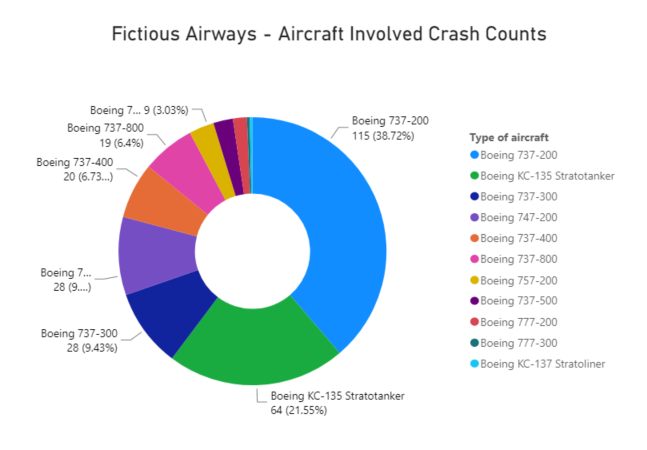 Fictious Airways - Aircraft Involved Crash Counts
Boeing 7... 9 (3.03%)
Boeing 737-800
19 (6.4%)
Boeing 737-400
20 (6.73...)
Boeing 7...
28 (9....)
Boeing 737-300
28 (9.43%)
Boeing 737-200
115 (38.72%)
Boeing KC-135 Stratotanker
64 (21.55%)
Type of aircraft
Boeing 737-200
Boeing KC-135 Stratotanker
Boeing 737-300
Boeing 747-200
Boeing 737-400
Boeing 737-800
Boeing 757-200
Boeing 737-500
Boeing 777-200
Boeing 777-300
Boeing KC-137 Stratoliner